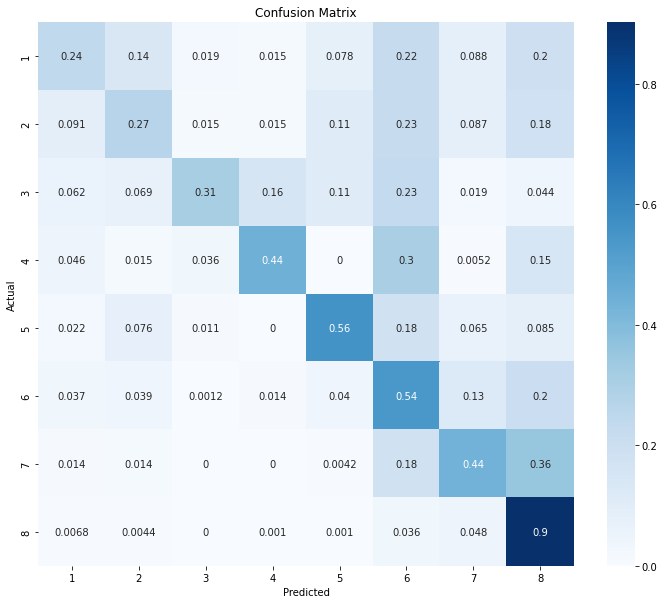 Confusion Matrix
1 0.24 0.14 0.019 0.015 0.078 0.22 0.088 0.2
2 0.091 0.27 0.015 0.015 0.11 0.23 0.087 0.18
3 0.062 0.069 0.31 0.16 0.11 0.23 0.019 0.044
4 0.046 0.015 0.036 0.44 0 0.3 0.0052 0.15
5 0.022 0.076 0.011 0 0.56 0.18 0.065 0.085
6 0.037 0.039 0.0012 0.014 0.04 0.54 0.13 0.2
7 0.014 0.014 0 0 0.0042 0.18 0.44 0.36
8 0.0068 0.0044 0 0.001 0.001 0.036 0.048 0.9
1 2 3 4 5 6 7 8
Predicted
Actual
0.8
0.6
0.4
0.2
0.0